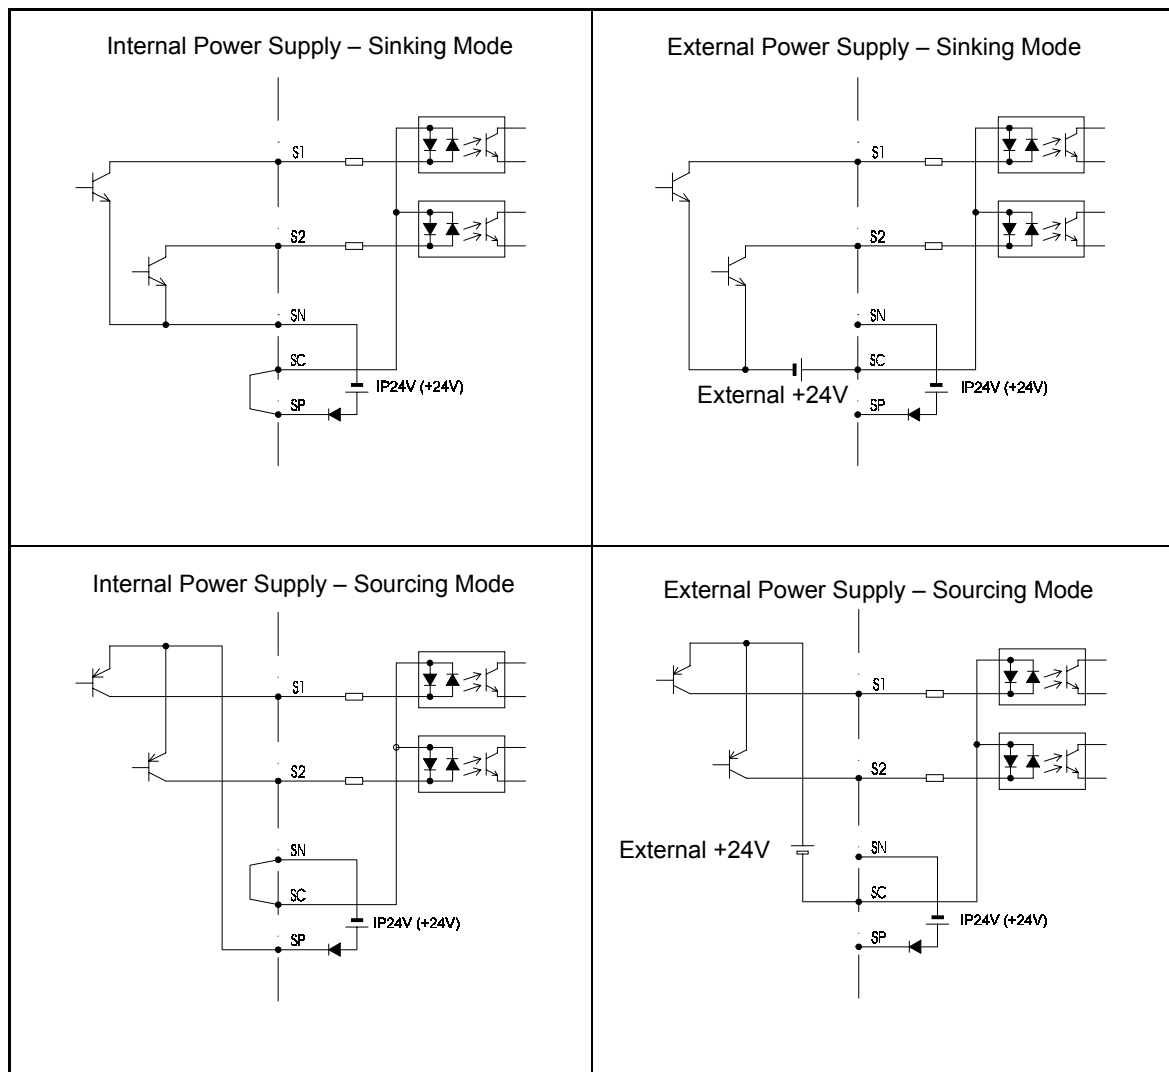 Internal Power Supply – Sinking Mode
S1
S2
SN
SC
IP24V (+24V)
SP
External Power Supply – Sinking Mode
S1
S2
SN
SC
IP24V (+24V)
External +24V
SP
Internal Power Supply – Sourcing Mode
S1
S2
SN
SC
IP24V (+24V)
SP
External Power Supply – Sourcing Mode
S1
S2
External +24V
SN
SC
IP24V (+24V)
SP